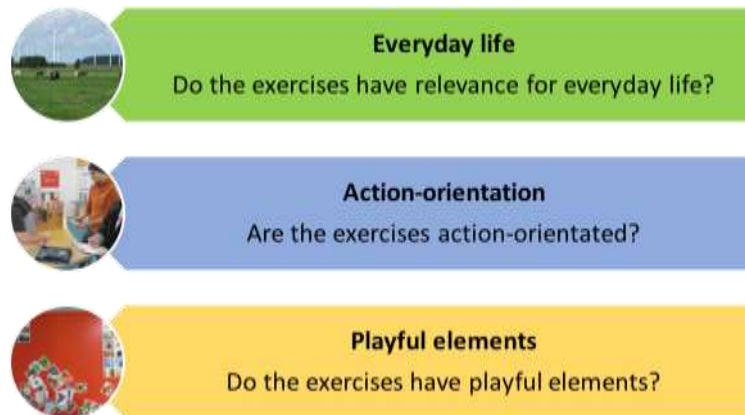 Everyday life
Do the exercises have relevance for everyday life?
Action-orientation
Are the exercises action-orientated?
Playful elements
Do the exercises have playful elements?